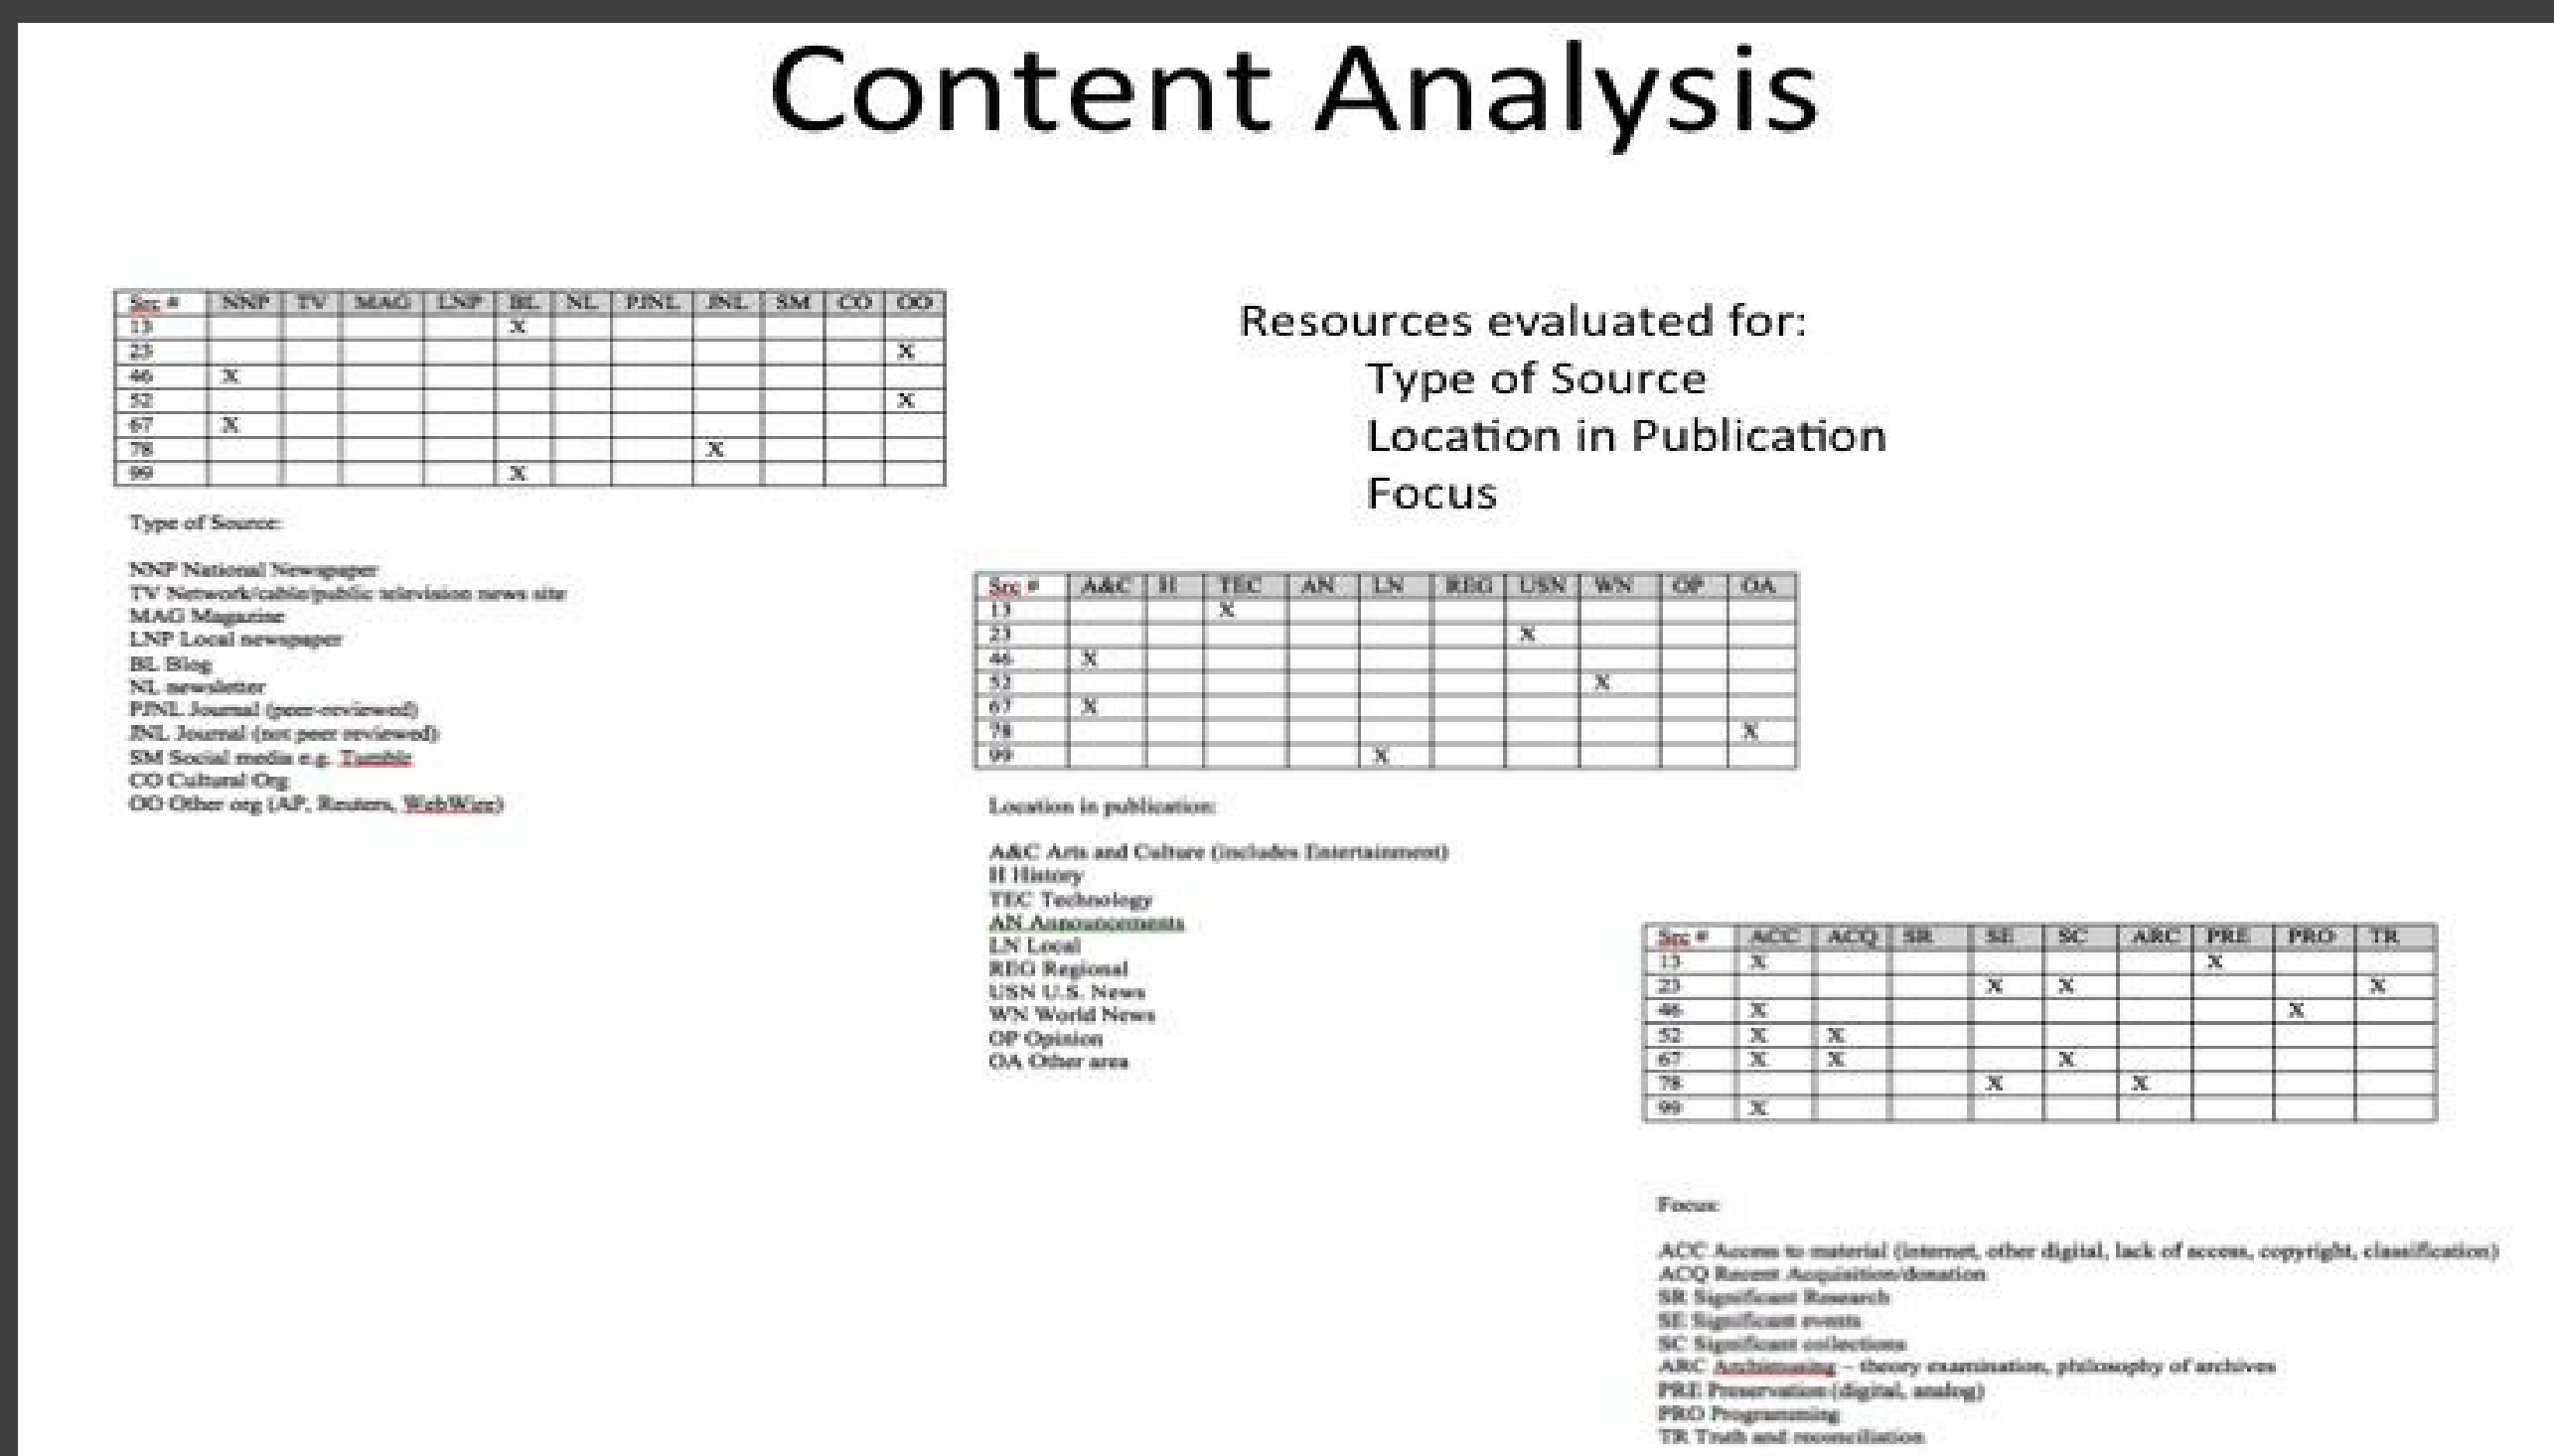 Content Analysis
Src # NNP TV MAG LNP BL NL PJNL JNL SM CO OO
13 X
23 X
46 X
52 X
67 X
78 X
99 X
Type of Source:
NNP National Newspaper
TV Network/cable/public television news site
MAG Magazine
LNP Local newspaper
BL Blog
NL newsletter
PJNL Journal (peer-reviewed)
JNL Journal (not peer reviewed)
SM Social media e.g. Tumble
CO Cultural Org
OO Other org (AP, Reuters, WebWire)
Resources evaluated for:
Type of Source
Location in Publication
Focus
Src # A&C H TEC AN LN REG USN WN OP OA
13 X
23 X
46 X
52 X
67 X
78 X
99 X
Location in publication:
A&C Arts and Culture (includes Entertainment)
H History
TEC Technology
AN Announcements
LN Local
REG Regional
USN U.S. News
WN World News
OP Opinion
OA Other area
Src # ACC ACQ SR SE SC ARC PRE PRO TR
13 X X
23 X X X
46 X X
52 X X
67 X X X
78 X X
99 X
Focus:
ACC Access to material (internet, other digital, lack of access, copyright, classification)
ACQ Recent Acquisition/donation
SR Significant Research
SE Significant events
SC Significant collections
ARC – theory examination, philosophy of archives
PRE Preservation (digital, analog)
PRO Programming
TR Truth and reconciliation